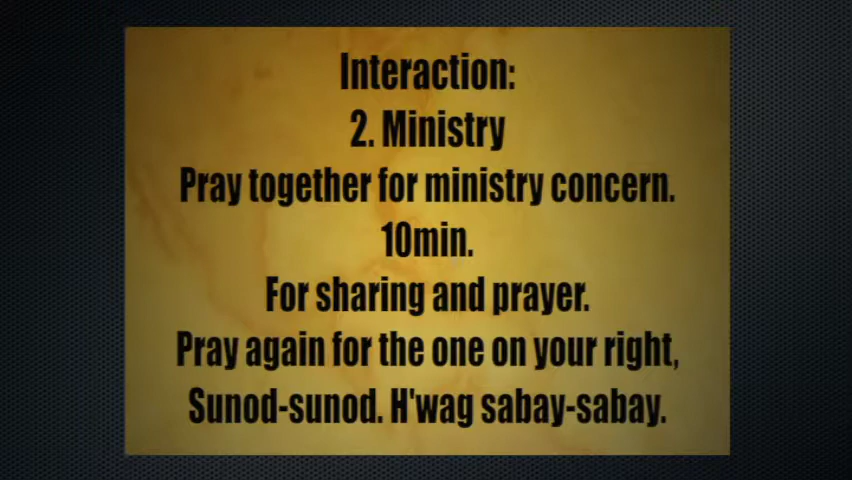 Interaction:
2. Ministry
Pray together for ministry concern.
10min.
For sharing and prayer.
Pray again for the one on your right,
Sunod-sunod. H'wag sabay-sabay.